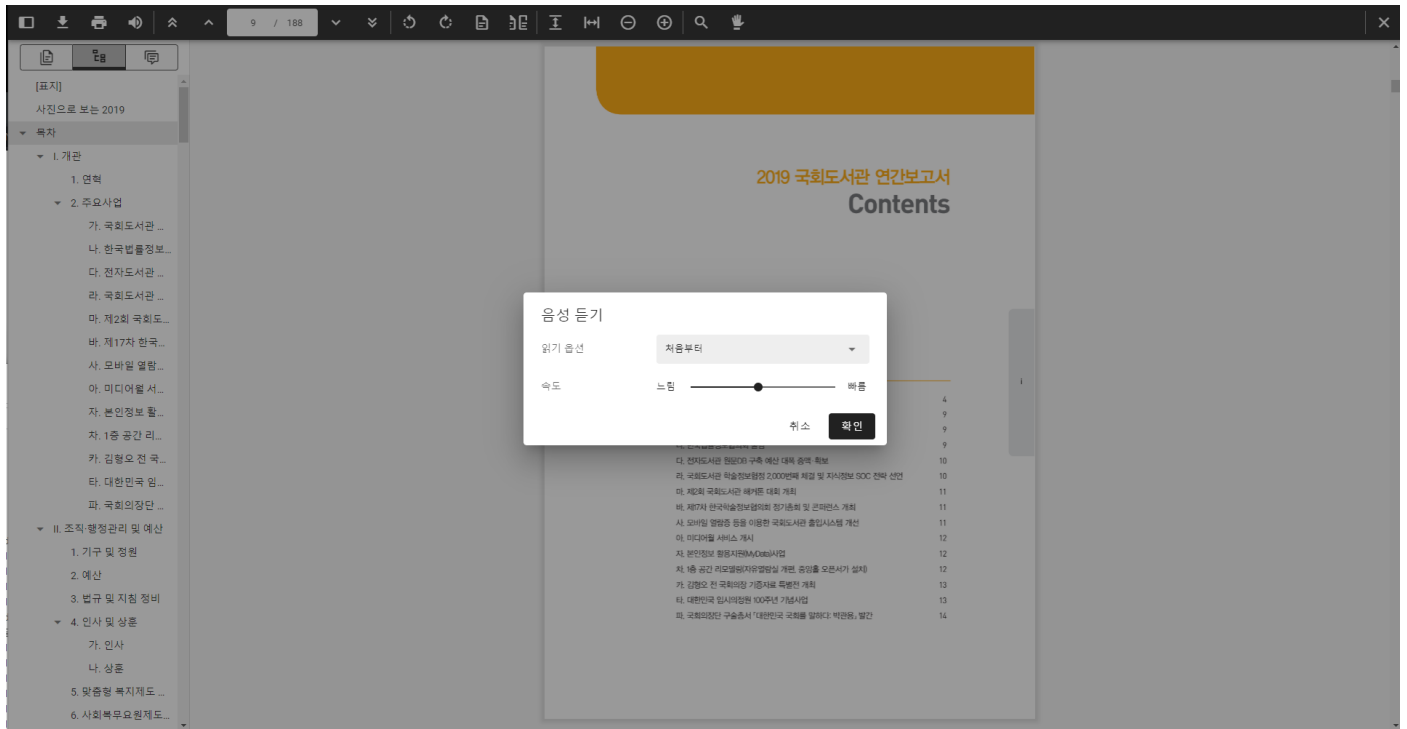 9 / 188
[표지]
사진으로 보는 2019
목차
I. 개관
1. 연혁
2. 주요사업
가. 국회도서관 ...
나. 한국법률정보...
다. 전자도서관 ...
라. 국회도서관 ...
마. 제2회 국회도...
바. 제17차 한국...
사. 모바일 열람...
아. 미디어월 서...
자. 본인정보 활...
차. 1층 공간 리...
카. 김형오 전 국...
타. 대한민국 임...
파. 국회의장단 ...
II. 조직·행정관리 및 예산
1. 기구 및 정원
2. 예산
3. 법규 및 지침 정비
4. 인사 및 상훈
가. 인사
나. 상훈
5. 맞춤형 복지제도 ...
6. 사회복무요원제도...
2019 국회도서관 연간보고서
Contents
음성 듣기
읽기 옵션
처음부터
속도
느림
빠름
취소
확인
i
4
9
9
9
다. 전자도서관 원문DB 구축 예산 대폭 증액·확보 10
라. 국회도서관 학술정보협정 2,000번째 체결 및 지식정보 SOC 전략 선언 10
마. 제2회 국회도서관 해커톤 대회 개최 11
바. 제17차 한국학술정보협의회 정기총회 및 콘퍼런스 개최 11
사. 모바일 열람증 등을 이용한 국회도서관 출입시스템 개선 11
아. 미디어월 서비스 개시 12
자. 본인정보 활용지원(MyData)사업 12
차. 1층 공간 리모델링(자유열람실 개편, 중앙홀 오픈서가 설치) 12
카. 김형오 전 국회의장 기증자료 특별전 개최 13
타. 대한민국 임시의정원 100주년 기념사업 13
파. 국회의장단 구술총서 「대한민국 국회를 말하다: 박관용」 발간 14